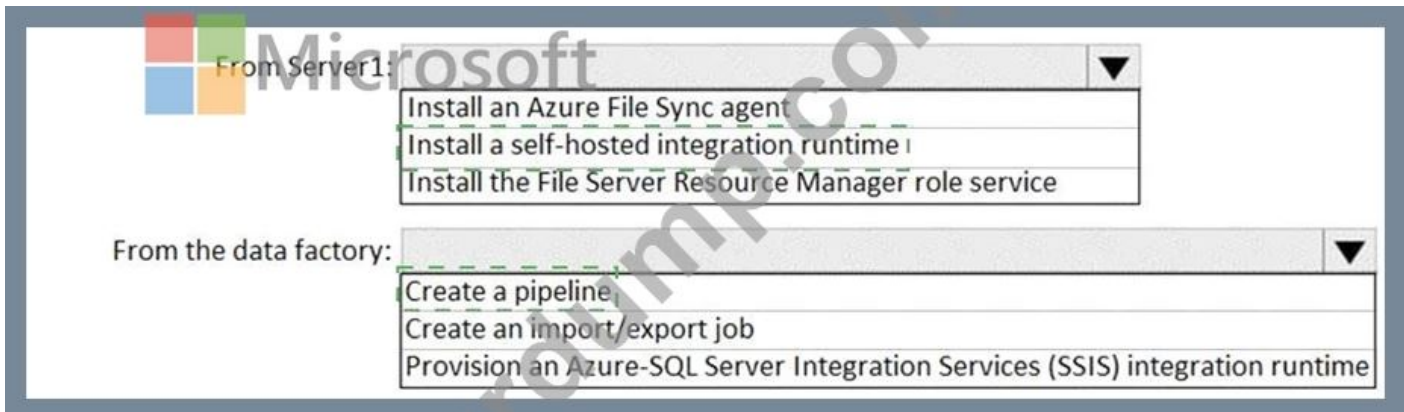 Microsoft
From Server1:
Install an Azure File Sync agent
Install a self-hosted integration runtime
Install the File Server Resource Manager role service
From the data factory:
Create a pipeline
Create an import/export job
Provision an Azure-SQL Server Integration Services (SSIS) integration runtime
rdump.co